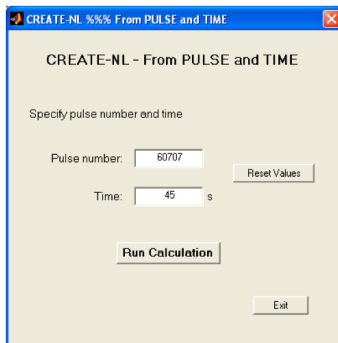 CREATE-NL %%% From PULSE and TIME
CREATE-NL - From PULSE and TIME
Specify pulse number and time
Pulse number: 60707
Reset Values
Time: 45 s
Run Calculation
Exit